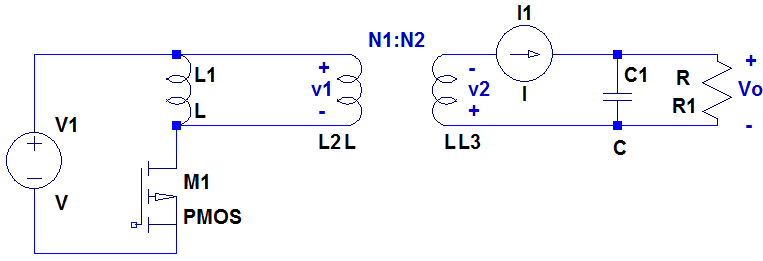 I1
N1:N2
L1
+
v1
-
-
v2
+
C1
R
+
Vo
-
V1
+
-
L
I
R1
L2 L
L L3
C
V
M1
PMOS